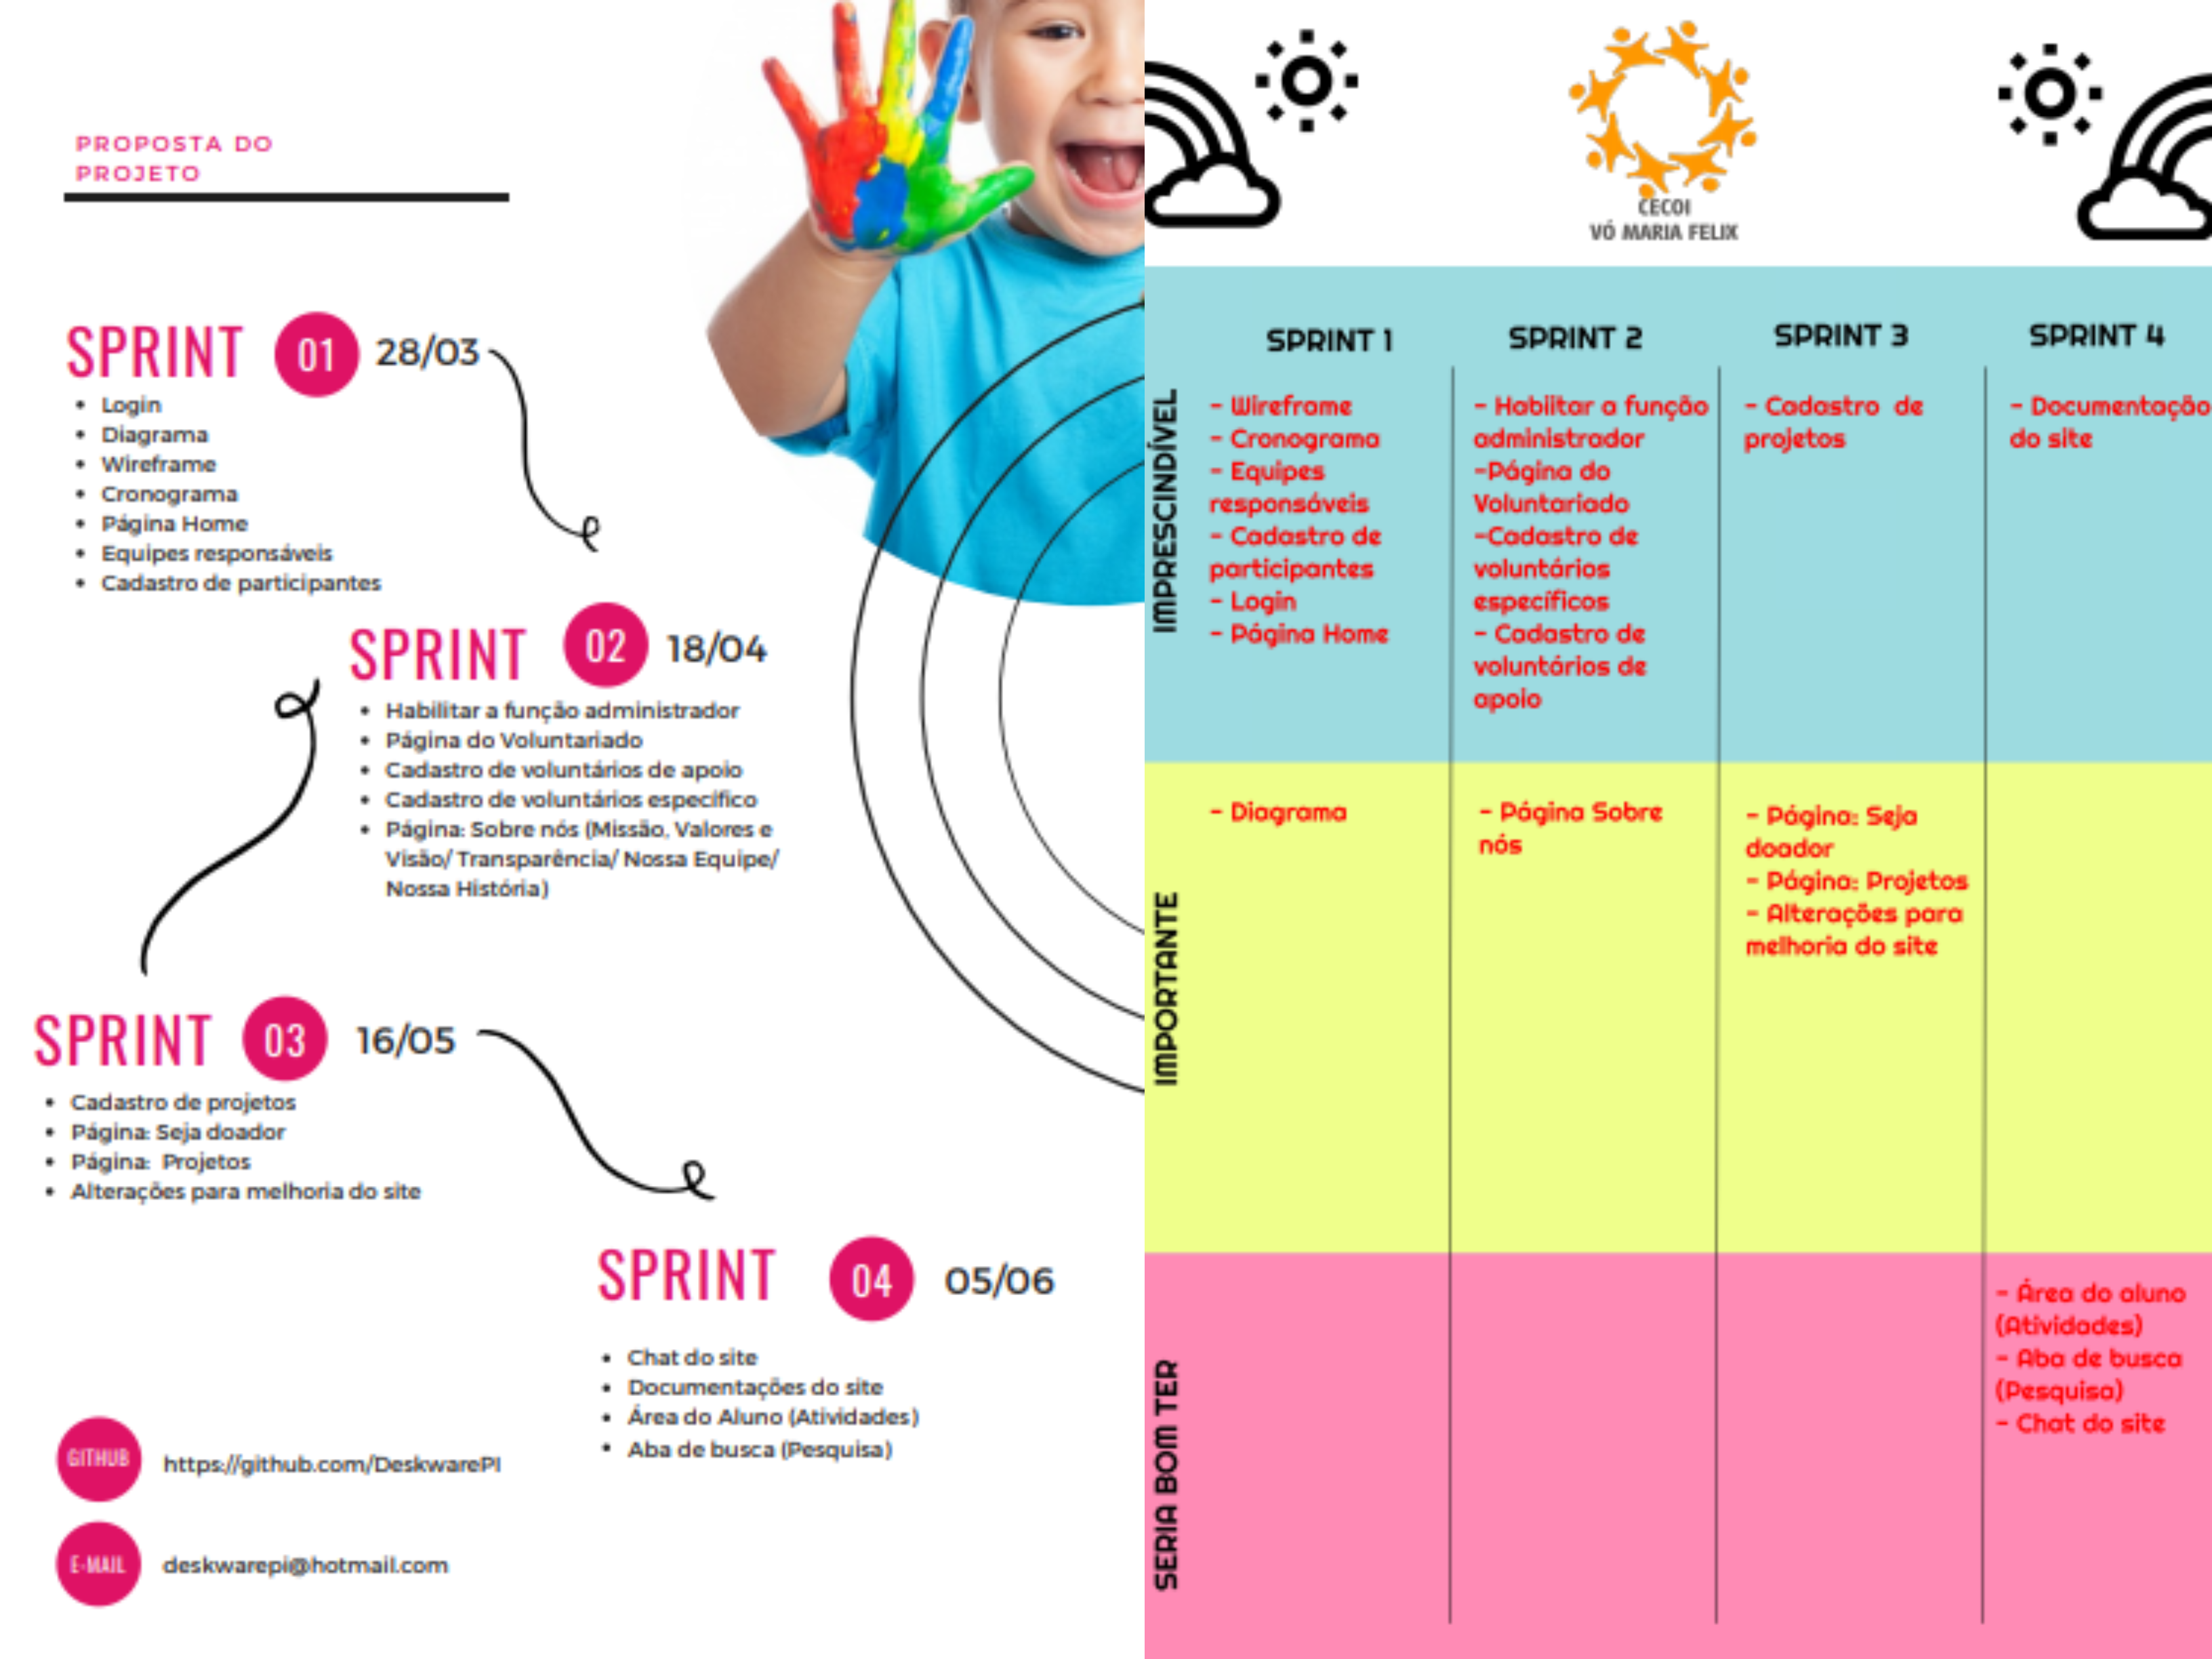 PROPOSTA DO
PROJETO
SPRINT 01 28/03
• Login
• Diagrama
• Wireframe
• Cronograma
• Página Home
• Equipes responsáveis
• Cadastro de participantes
SPRINT 02 18/04
• Habilitar a função administrador
• Página do Voluntariado
• Cadastro de voluntários de apoio
• Cadastro de voluntários específico
• Página: Sobre nós (Missão, Valores e
Visão/ Transparência/ Nossa Equipe/
Nossa História)
SPRINT 03 16/05
• Cadastro de projetos
• Página: Seja doador
• Página: Projetos
• Alterações para melhoria do site
SPRINT 04 05/06
• Chat do site
• Documentações do site
• Área do Aluno (Atividades)
• Aba de busca (Pesquisa)
GITHUB https://github.com/DeskwarePI
E-MAIL deskwarepi@hotmail.com
CECOI
VÓ MARIA FELIX
SPRINT 1
SPRINT 2
SPRINT 3
SPRINT 4
IMPRESCINDÍVEL
- Wireframe
- Cronograma
- Equipes
responsáveis
- Cadastro de
participantes
- Login
- Página Home
- Habiitar a função
administrador
-Página do
Voluntariado
-Cadastro de
voluntários
específicos
- Cadastro de
voluntários de
apoio
- Cadastro de
projetos
- Documentação
do site
IMPORTANTE
- Diagrama
- Página Sobre
nós
- Página: Seja
doador
- Página: Projetos
- Alterações para
melhoria do site
SERIA BOM TER
- Área do aluno
(Atividades)
- Aba de busca
(Pesquisa)
- Chat do site